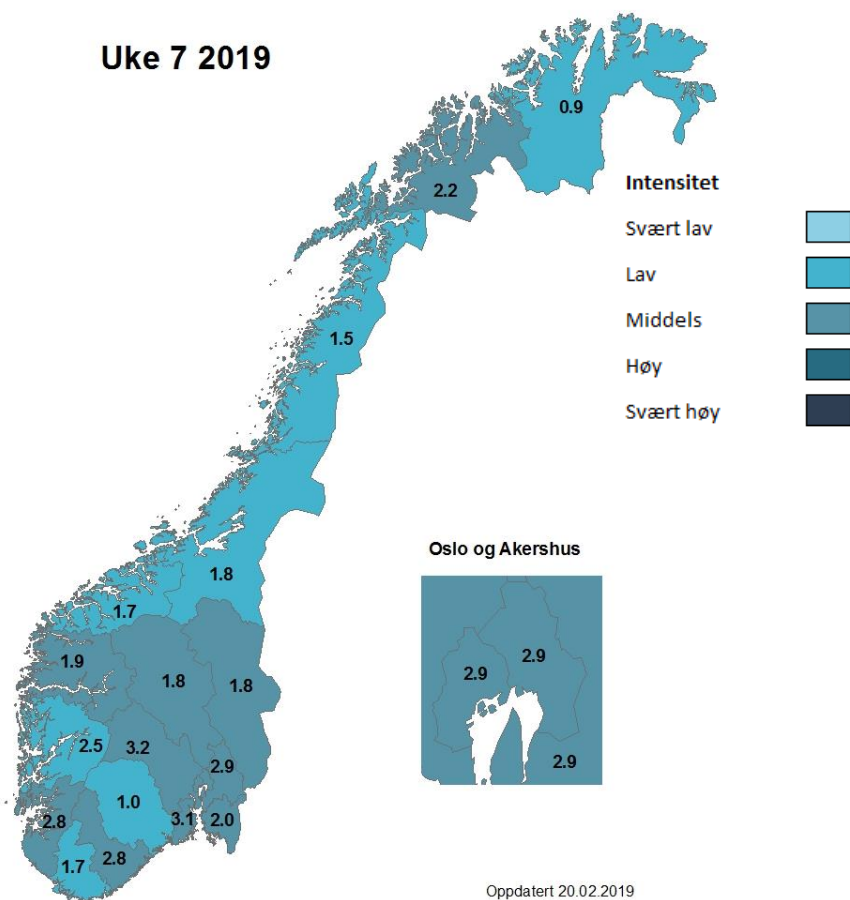 Uke 7 2019
0.9
2.2
Intensitet
Svært lav
Lav
Middels
Høy
Svært høy
1.5
Oslo og Akershus
1.8
1.7
1.9
1.8
1.8
2.9
2.9
2.9
2.5
3.2
2.9
1.0
2.8
3.1
2.0
1.7
2.8
Oppdatert 20.02.2019